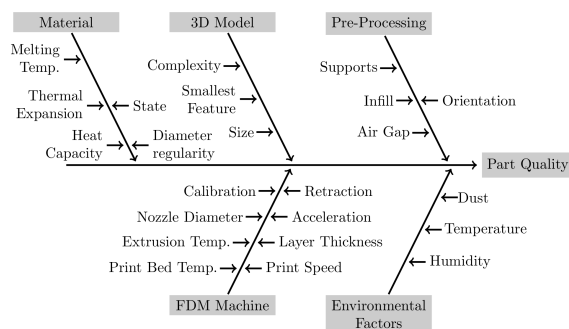 Material
3D Model
Pre-Processing
Melting
Temp.
Thermal
Expansion
State
Heat
Capacity
Diameter
regularity
Complexity
Smallest
Feature
Size
Supports
Infill
Orientation
Air Gap
Part Quality
Calibration
Retraction
Nozzle Diameter
Acceleration
Extrusion Temp.
Layer Thickness
Print Bed Temp.
Print Speed
FDM Machine
Dust
Temperature
Humidity
Environmental
Factors